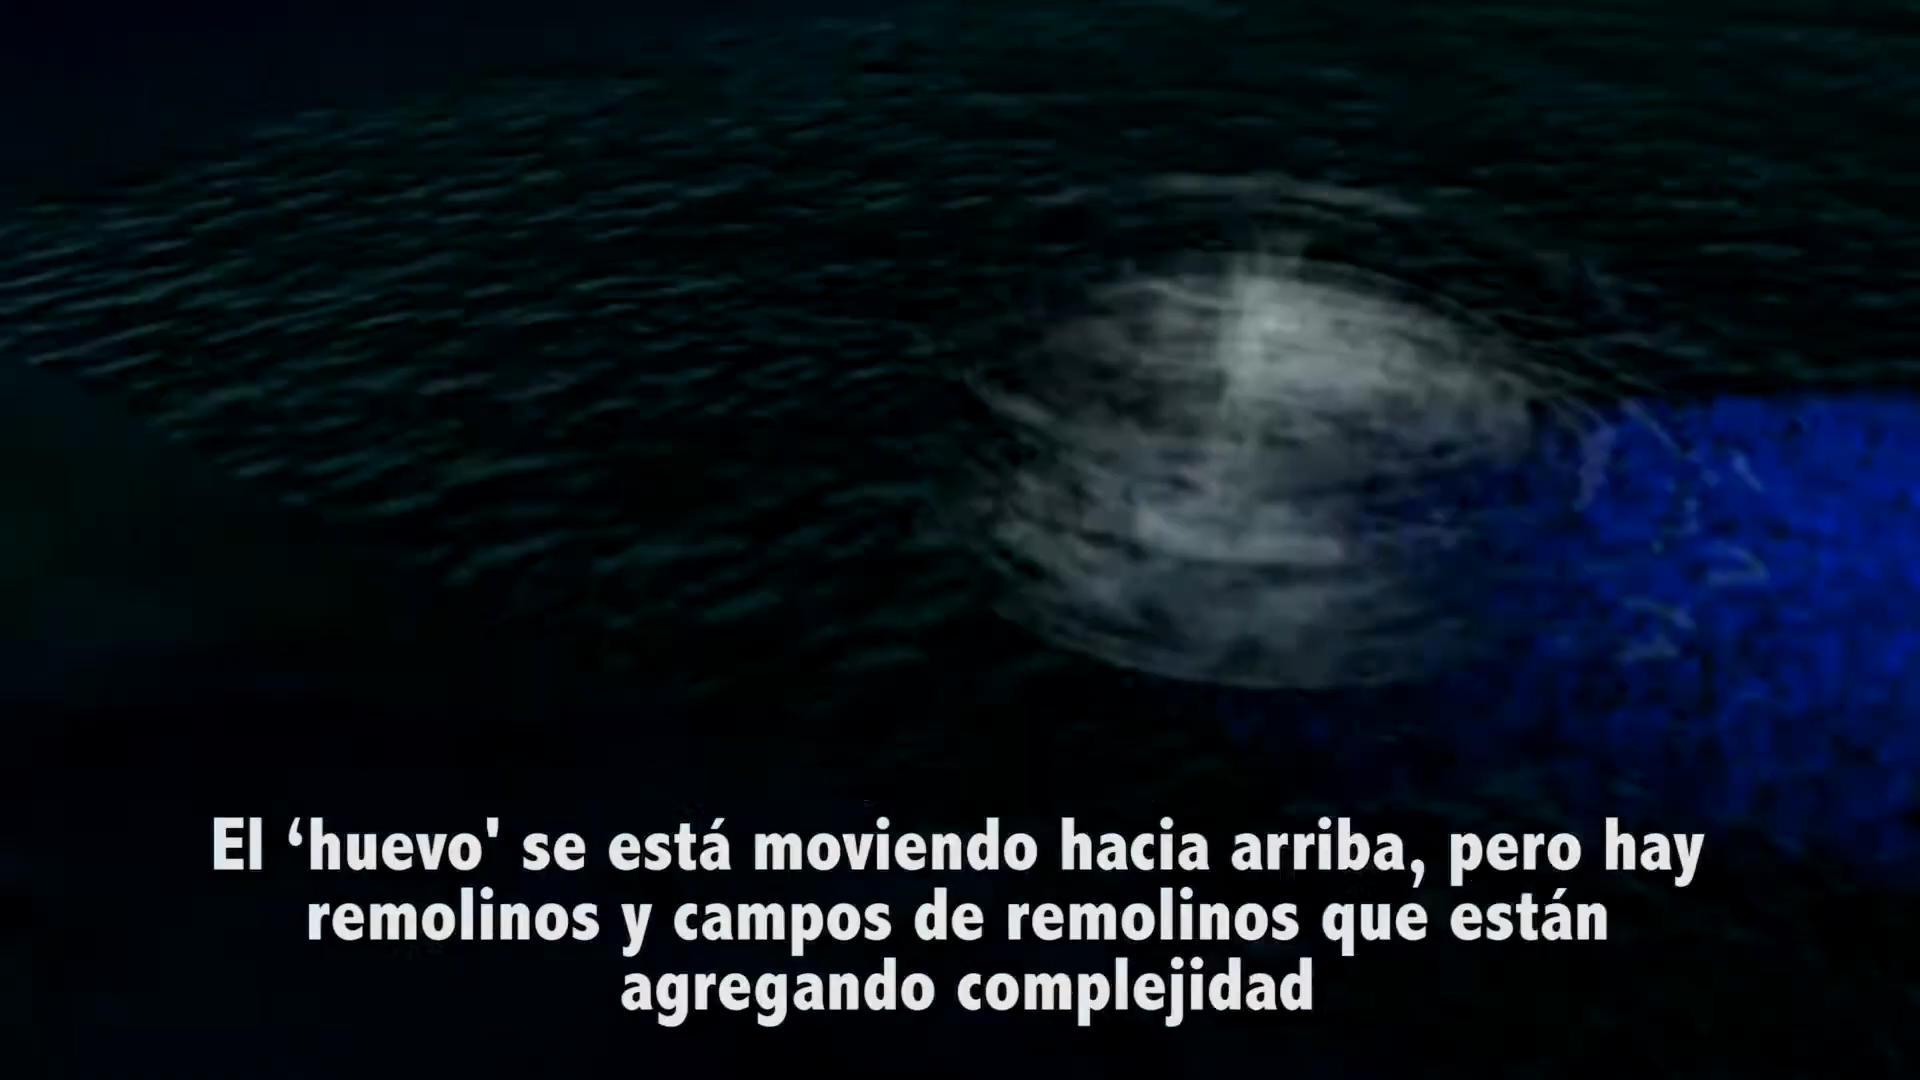 El ‘huevo' se está moviendo hacia arriba, pero hay
remolinos y campos de remolinos que están
agregando complejidad